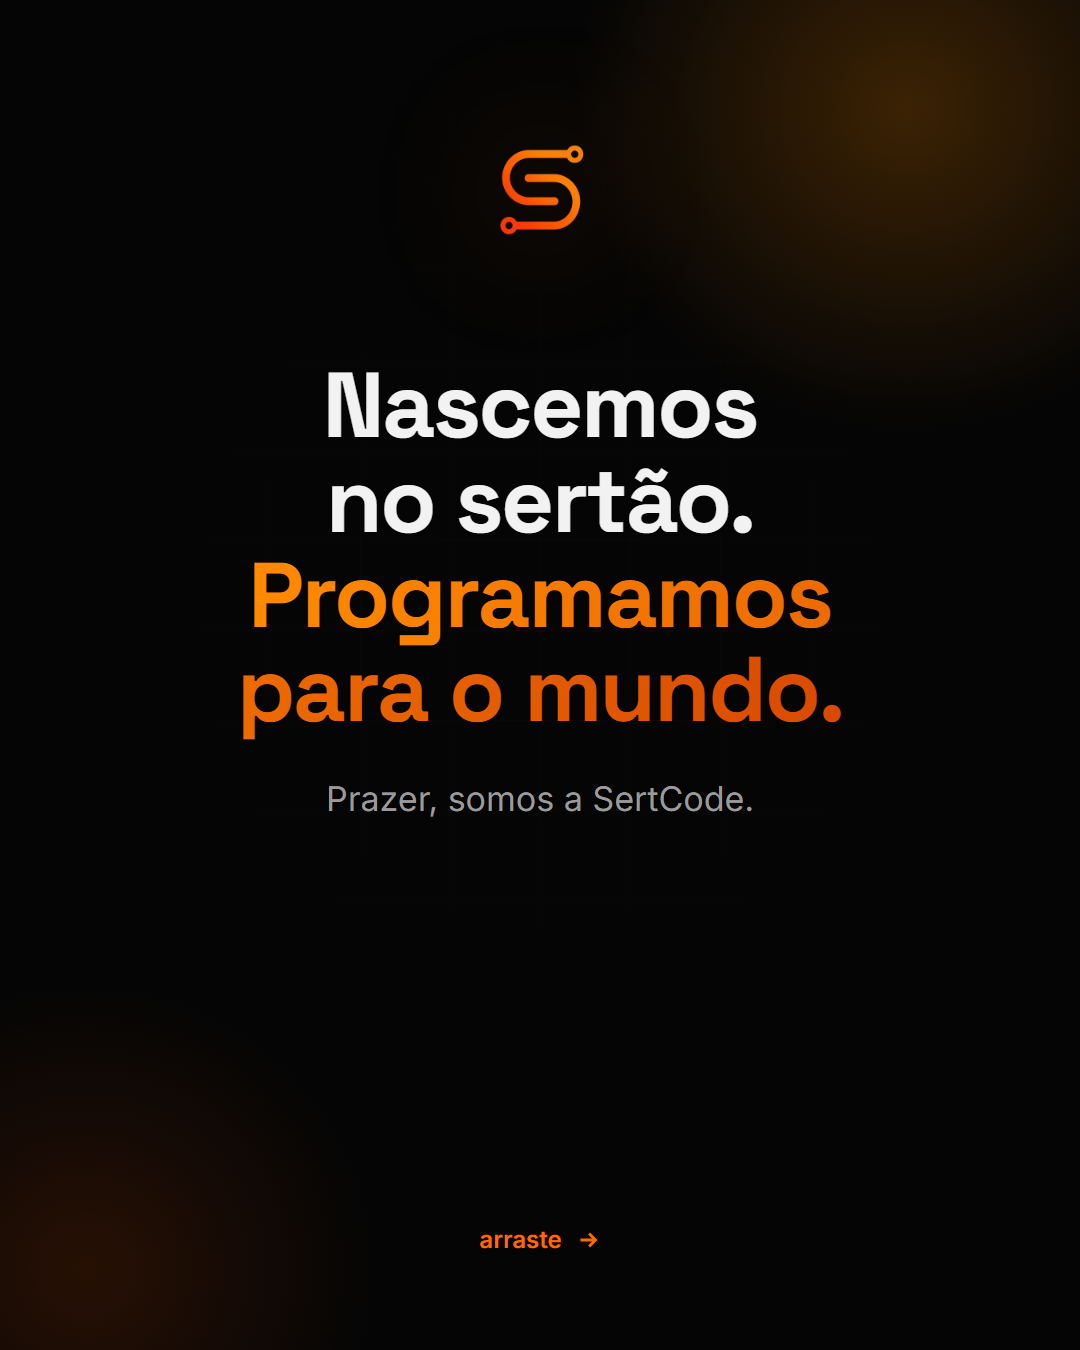 Nascemos
no sertão.
Programamos
para o mundo.
Prazer, somos a SertCode.
arraste →